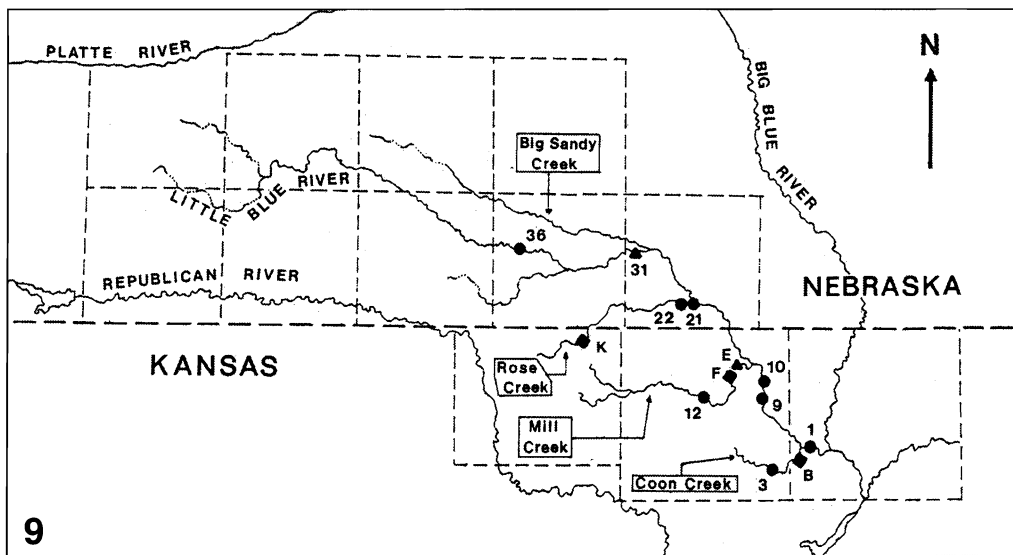 PLATTE RIVER
N
BIG BLUE RIVER
Big Sandy
Creek
LITTLE BLUE RIVER
36
31
REPUBLICAN RIVER
NEBRASKA
22
21
KANSAS
K
E
F
10
Rose
Creek
9
12
Mill
Creek
1
B
Coon Creek
3
9